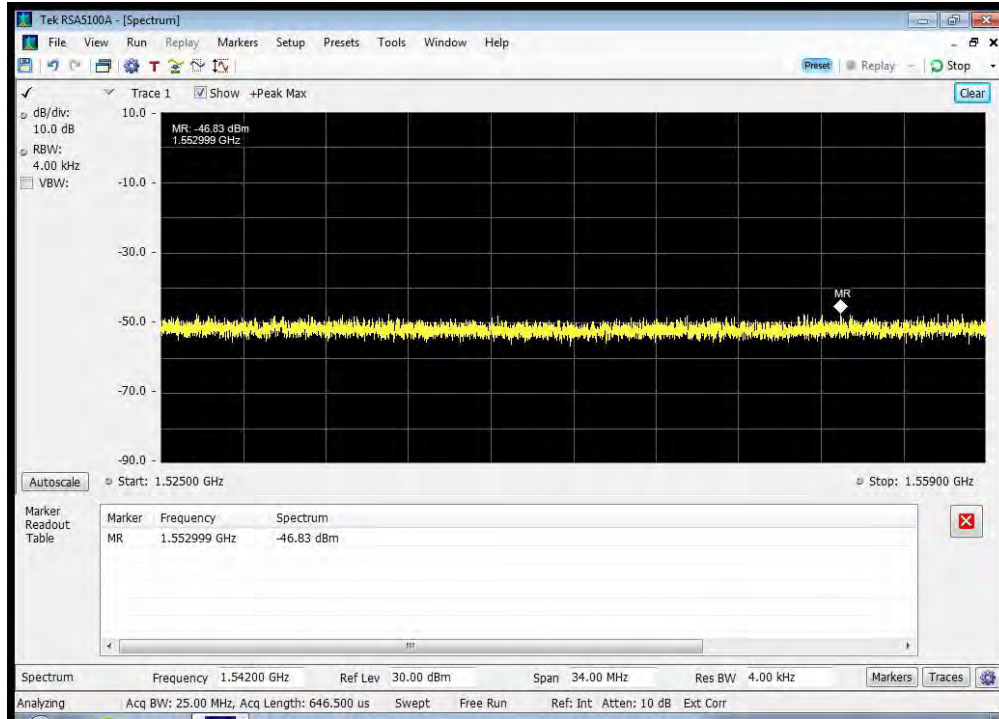 Tek RSA5100A - [Spectrum]
File View Run Replay Markers Setup Presets Tools Window Help
T
Preset Replay Stop
Trace 1 Show +Peak Max Clear
dB/div:
10.0 dB
RBW:
4.00 kHz
VBW:
10.0
-10.0
-30.0
-50.0
-70.0
-90.0
MR: -46.83 dBm
1.552999 GHz
MR
Autoscale Start: 1.52500 GHz Stop: 1.55900 GHz
Marker
Readout
Table
Marker Frequency Spectrum
MR 1.552999 GHz -46.83 dBm
Spectrum Frequency 1.54200 GHz Ref Lev 30.00 dBm Span 34.00 MHz Res BW 4.00 kHz Markers Traces
Analyzing Acq BW: 25.00 MHz, Acq Length: 646.500 us Swept Free Run Ref: Int Atten: 10 dB Ext Corr